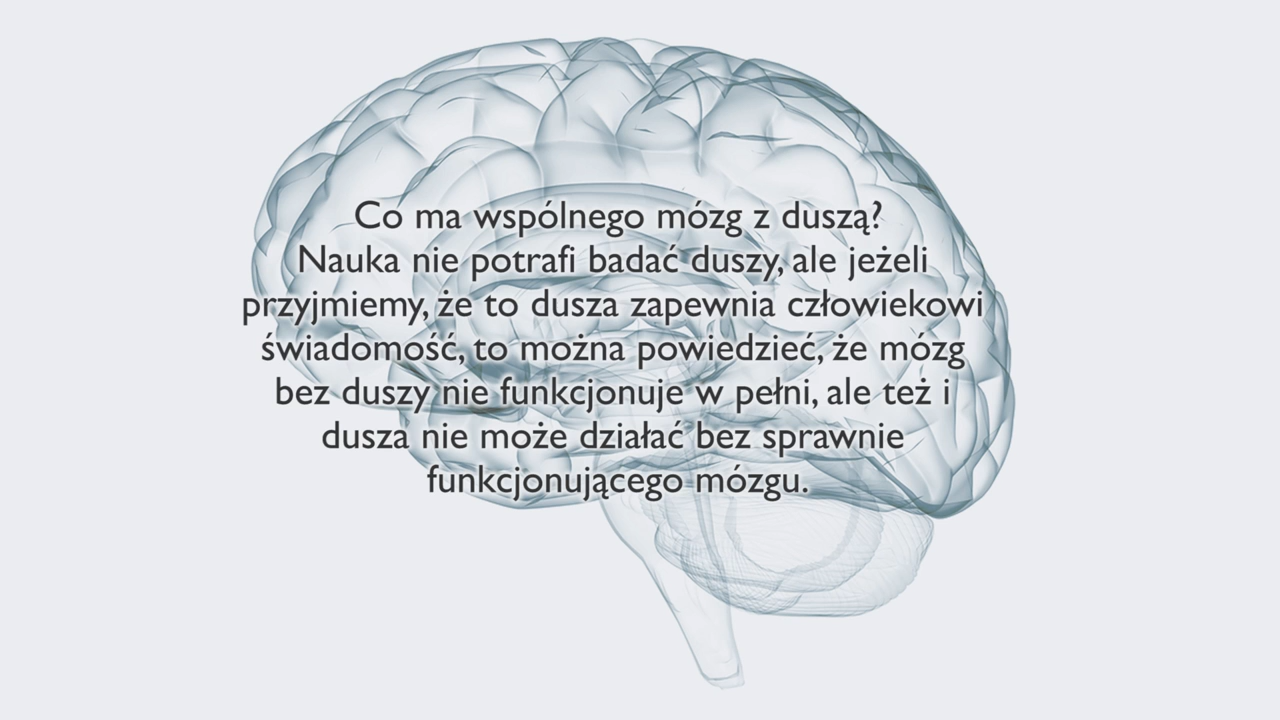 Co ma wspólnego mózg z duszą?
Nauka nie potrafi badać duszy, ale jeżeli
przyjmiemy, że to dusza zapewnia człowiekowi
świadomość, to można powiedzieć, że mózg
bez duszy nie funkcjonuje w pełni, ale też i
dusza nie może działać bez sprawnie
funkcjonującego mózgu.